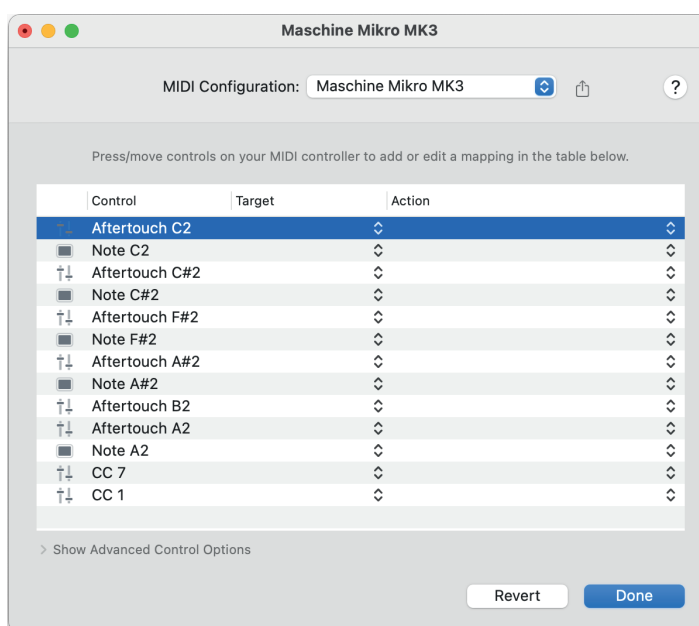 Maschine Mikro MK3
MIDI Configuration: Maschine Mikro MK3 ?
Press/move controls on your MIDI controller to add or edit a mapping in the table below.
Control Target Action
Aftertouch C2
Note C2
Aftertouch C#2
Note C#2
Aftertouch F#2
Note F#2
Aftertouch A#2
Note A#2
Aftertouch B2
Aftertouch A2
Note A2
CC 7
CC 1
Show Advanced Control Options
Revert Done